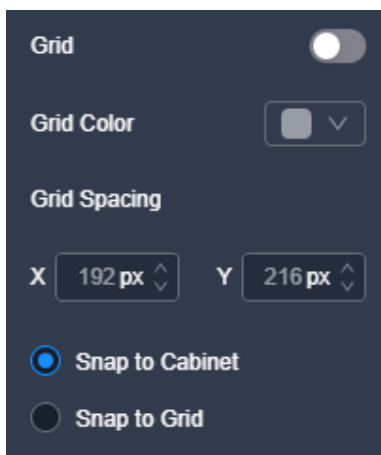 Grid
Grid Color
Grid Spacing
X 192 px Y 216 px
Snap to Cabinet
Snap to Grid